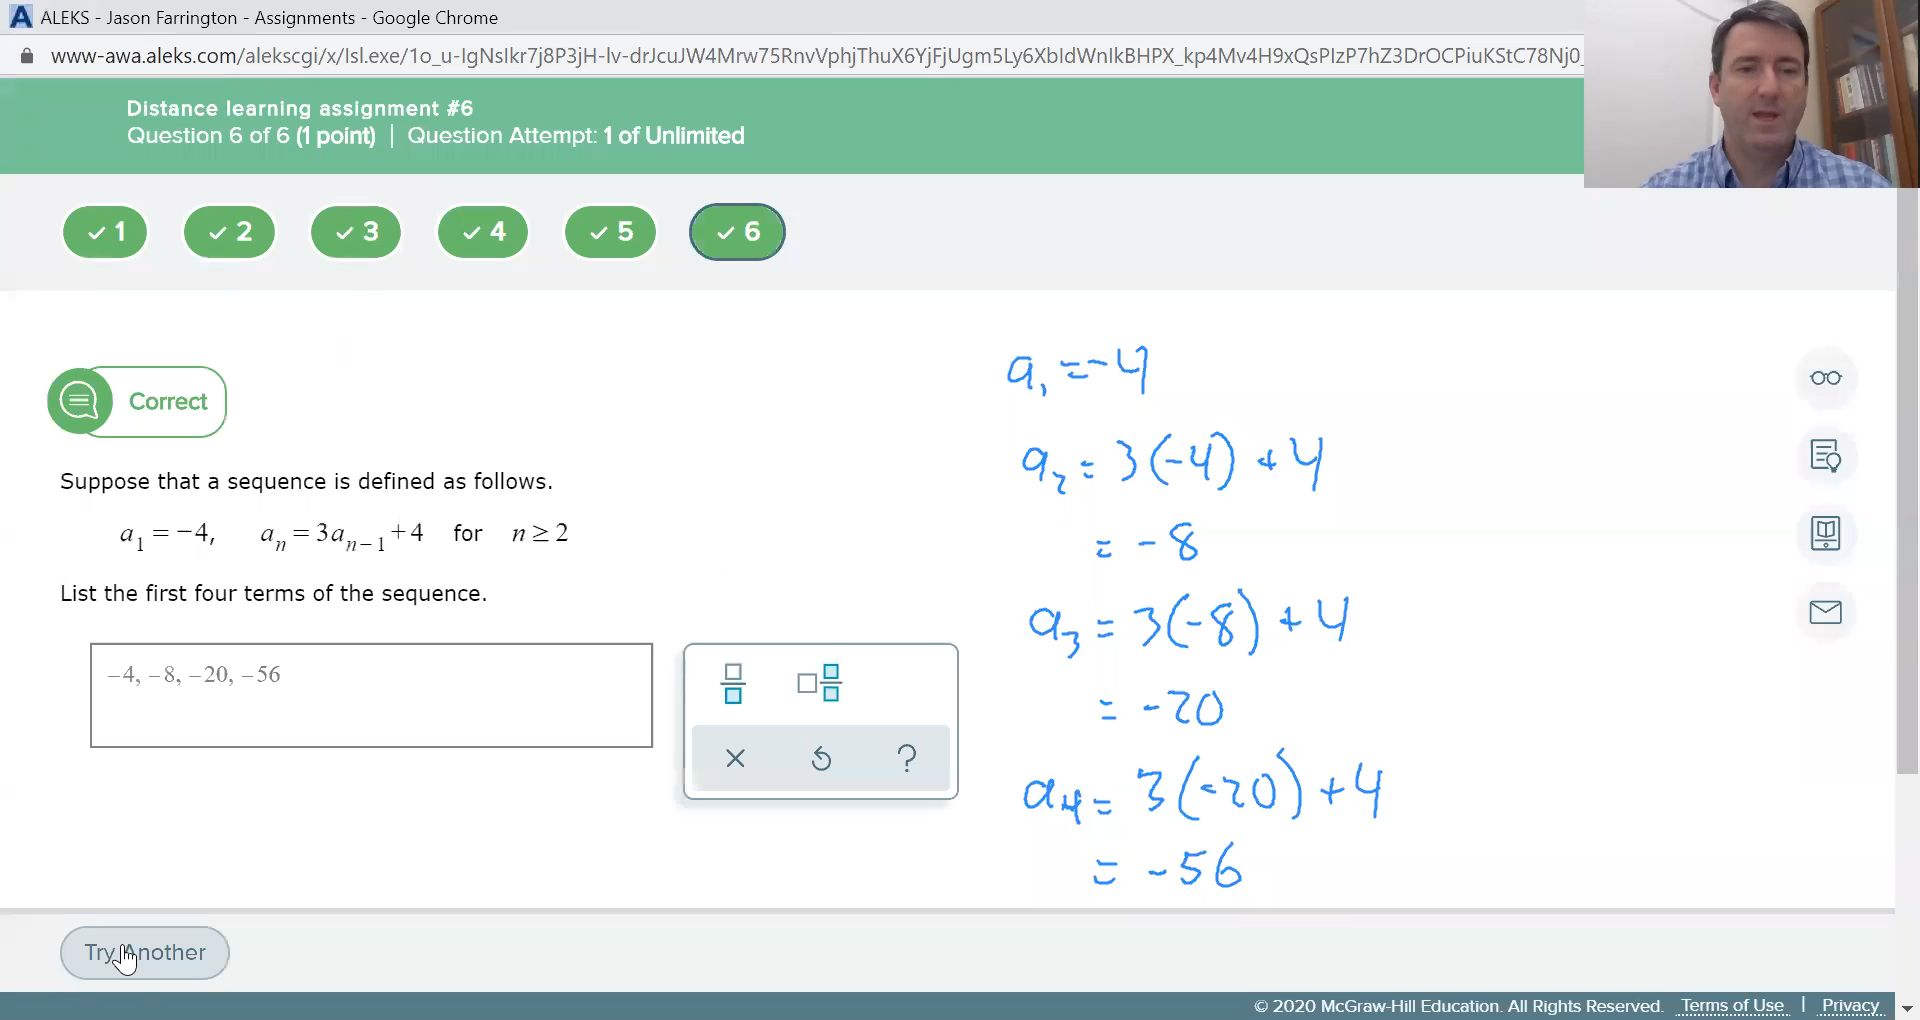 ALEKS - Jason Farrington - Assignments - Google Chrome
www-awa.aleks.com/alekscgi/x/Isl.exe/1o_u-IgNsIkr7j8P3jH-lv-drJcuJW4Mrw75RnvVphjThuX6YjFjUgm5Ly6XbIdWnIkBHPX_kp4Mv4H9xQsPIzP7hZ3DrOCPiuKStC78Nj0_
Distance learning assignment #6
Question 6 of 6 (1 point) | Question Attempt: 1 of Unlimited
✓ 1 ✓ 2 ✓ 3 ✓ 4 ✓ 5 ✓ 6
Correct
Suppose that a sequence is defined as follows.
a₁ = −4, aₙ = 3aₙ₋₁ + 4 for n ≥ 2
List the first four terms of the sequence.
−4, −8, −20, −56
× ?
a₁ = -4
a₂ = 3(-4) + 4
= -8
a₃ = 3(-8) + 4
= -20
a₄ = 3(-20) + 4
= -56
Try Another
© 2020 McGraw-Hill Education. All Rights Reserved. Terms of Use | Privacy